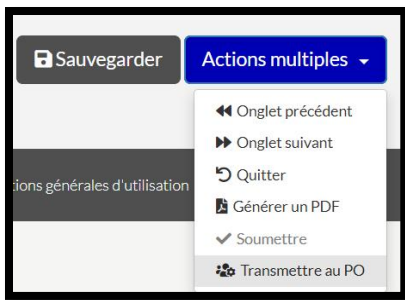 Sauvegarder Actions multiples
Onglet précédent
Onglet suivant
tions générales d'utilisation
Quitter
Générer un PDF
Soumettre
Transmettre au PO